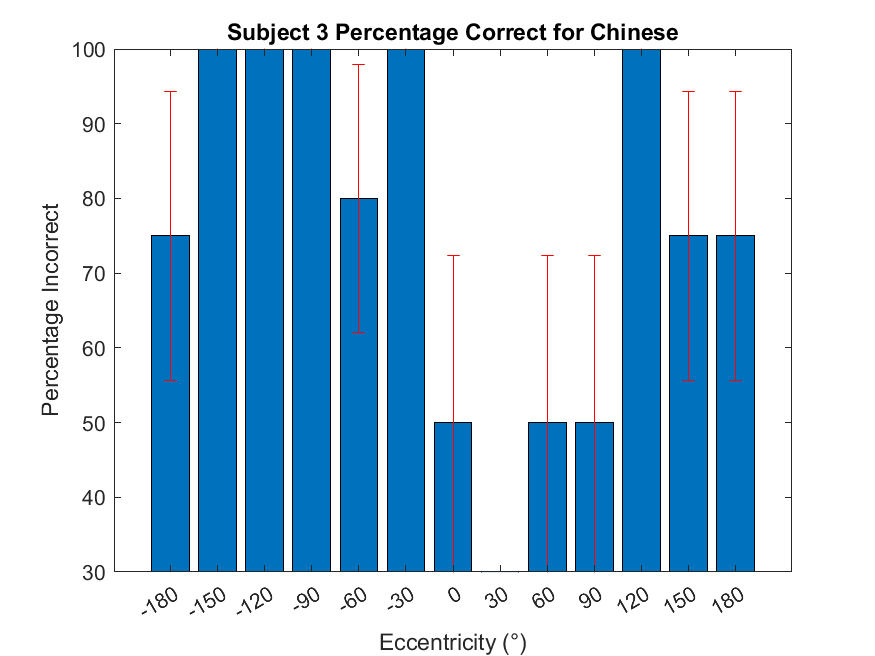 Subject 3 Percentage Correct for Chinese
100
90
80
70
60
50
40
30
Percentage Incorrect
-180 -150 -120 -90 -60 -30 0 30 60 90 120 150 180
Eccentricity (°)